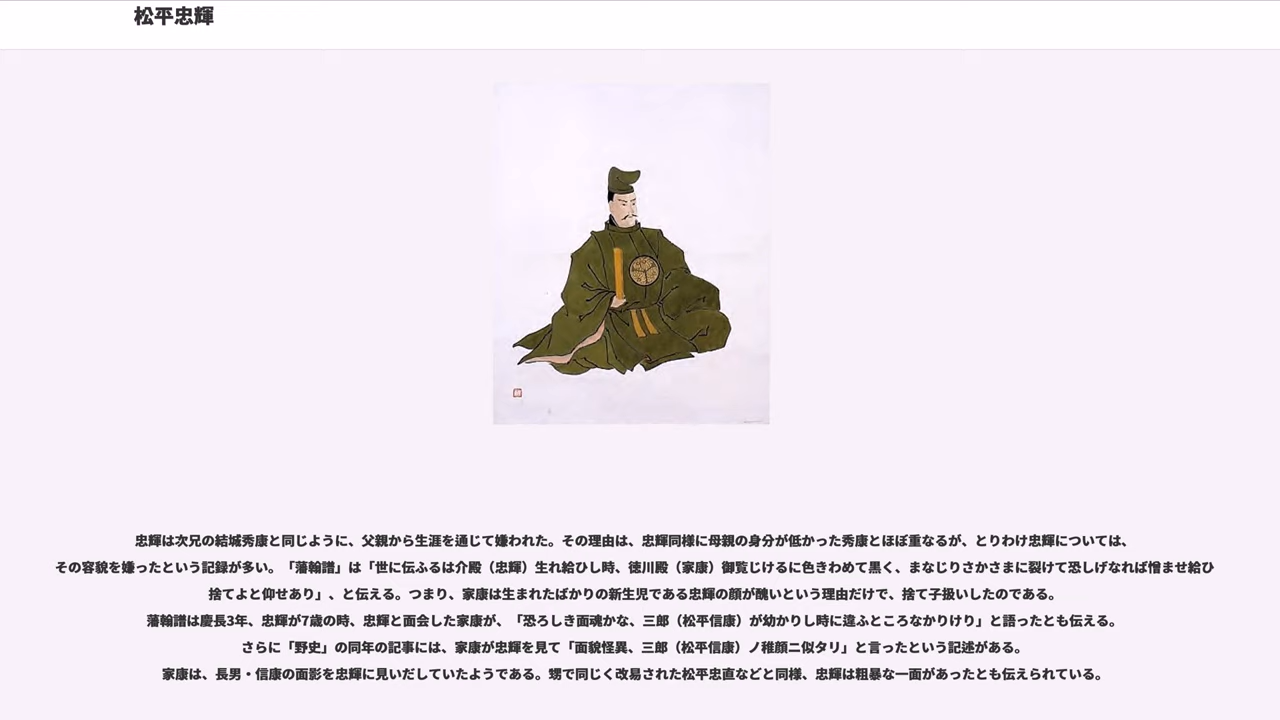 松平忠輝
忠輝は次兄の結城秀康と同じように、父親から生涯を通じて嫌われた。その理由は、忠輝同様に母親の身分が低かった秀康とほぼ重なるが、とりわけ忠輝については、
その容貌を嫌ったという記録が多い。「藩翰譜」は「世に伝ふるは介殿（忠輝）生れ給ひし時、徳川殿（家康）御覧じけるに色きわめて黒く、まなじりさかさまに裂けて恐しげなれば憎ませ給ひ
捨てよと仰せあり」、と伝える。つまり、家康は生まれたばかりの新生児である忠輝の顔が醜いという理由だけで、捨て子扱いしたのである。
藩翰譜は慶長3年、忠輝が7歳の時、忠輝と面会した家康が、「恐ろしき面魂かな、三郎（松平信康）が幼かりし時に違ふところなかりけり」と語ったとも伝える。
さらに「野史」の同年の記事には、家康が忠輝を見て「面貌怪異、三郎（松平信康）ノ稚顔ニ似タリ」と言ったという記述がある。
家康は、長男・信康の面影を忠輝に見いだしていたようである。甥で同じく改易された松平忠直などと同様、忠輝は粗暴な一面があったとも伝えられている。